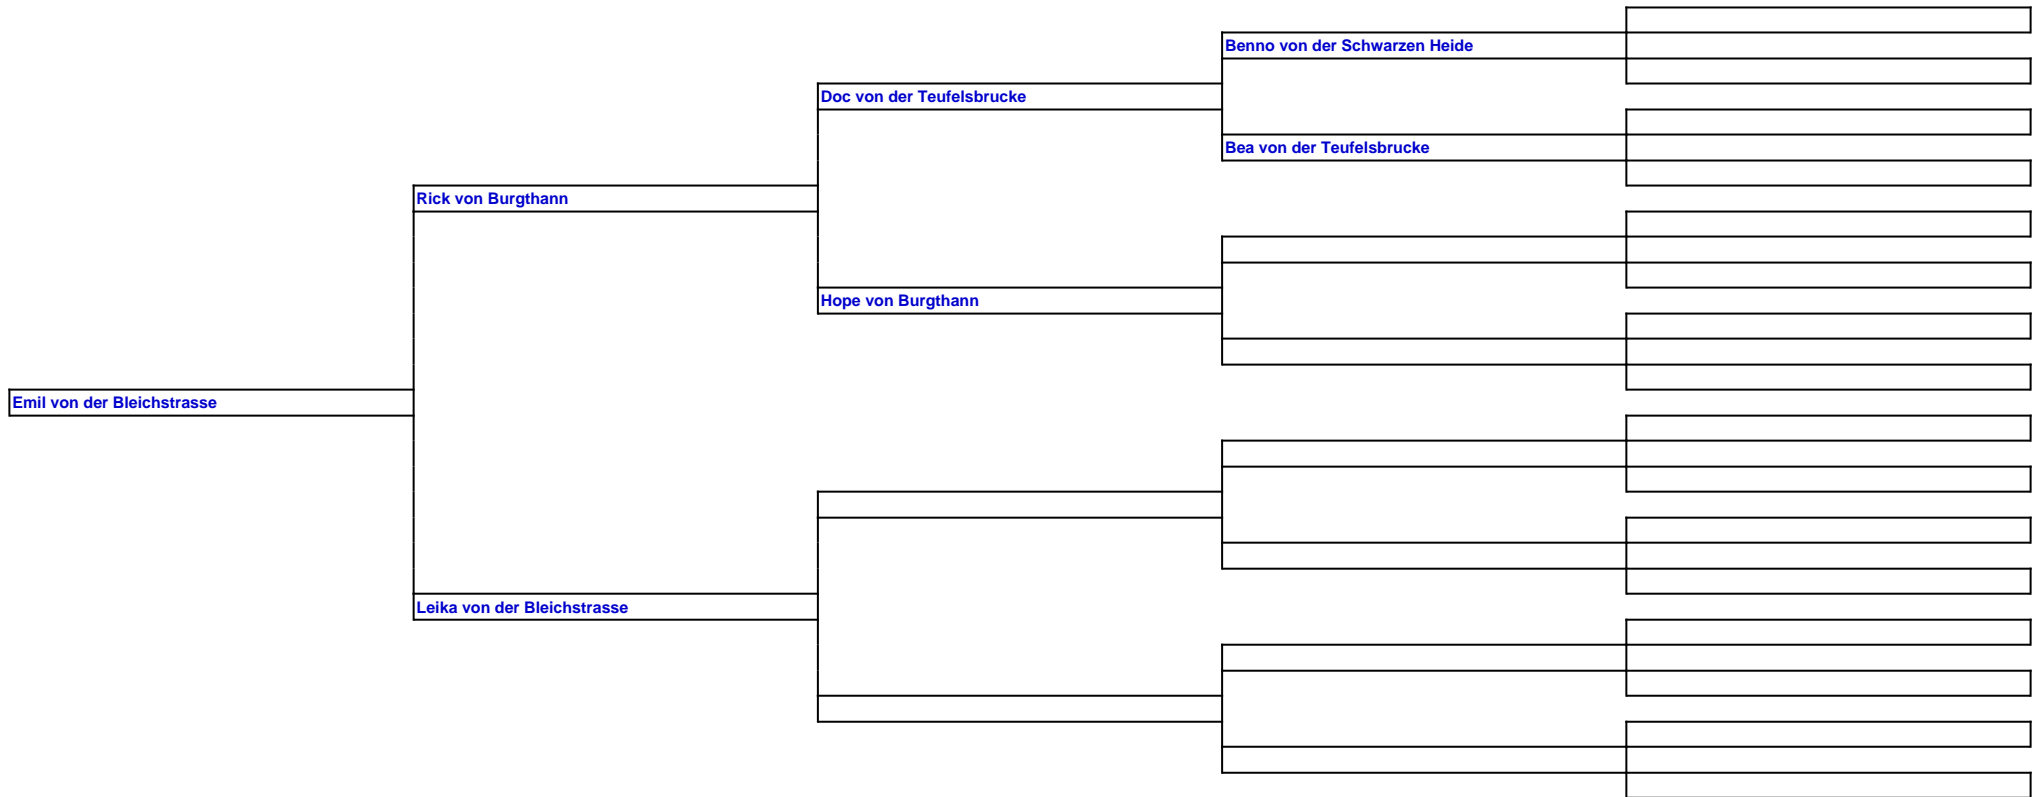 Benno von der Schwarzen Heide
Doc von der Teufelsbrucke
Bea von der Teufelsbrucke
Rick von Burgthann
Hope von Burgthann
Emil von der Bleichstrasse
Leika von der Bleichstrasse